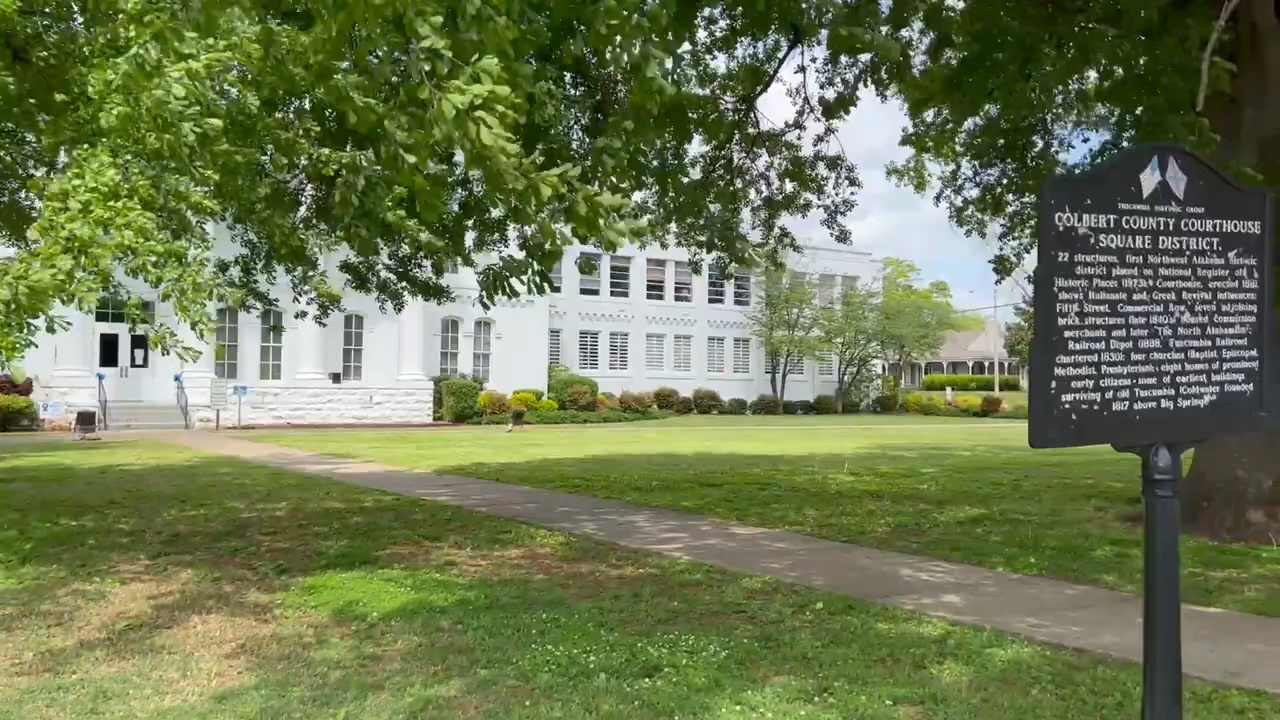 TUSCUMBIA HISTORIC GROUP
COLBERT COUNTY COURTHOUSE
SQUARE DISTRICT.
22 structures, first Northwest Alabama historic
district placed on National Register of
Historic Places (1973). Courthouse, erected 1881,
shows Italianate and Greek Revival influences;
Fifth Street, Commercial Row, seven adjoining
brick structures (late 1840's) housed commission
merchants and later "The North Alabamian";
Railroad Depot (1888, Tuscumbia Railroad
chartered 1830); four churches (Baptist, Episcopal,
Methodist, Presbyterian); eight homes of prominent
early citizens - some of earliest buildings
surviving of old Tuscumbia (Coldwater) founded
1817 above Big Spring